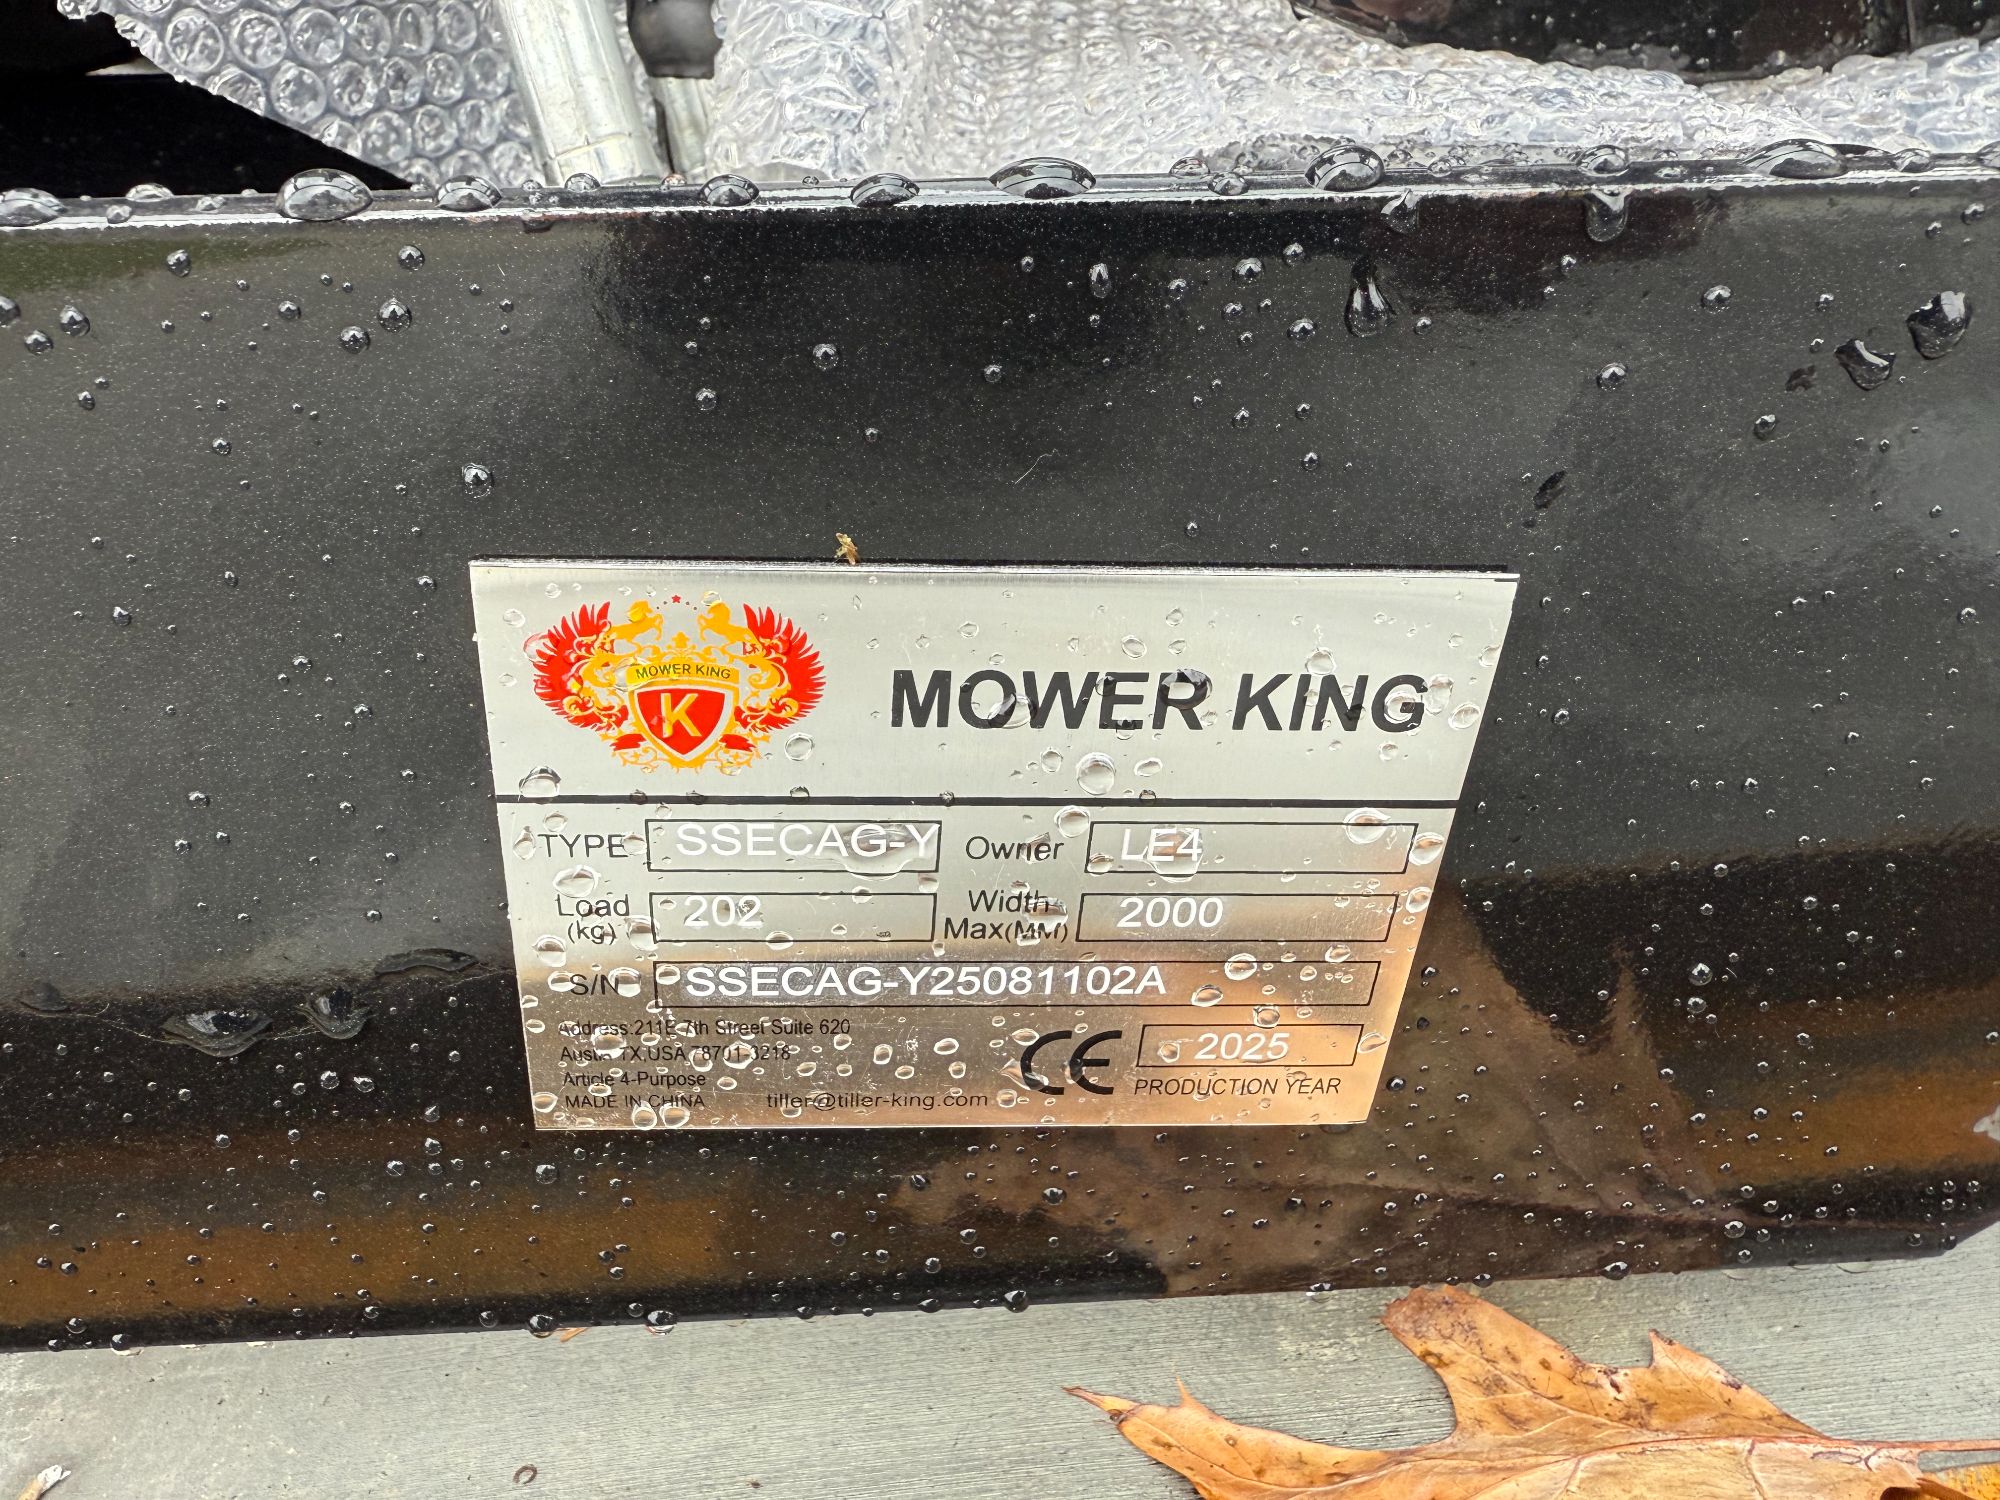 MOWER KING
K
MOWER KING
TYPE SSECAG-Y Owner LE4
Load (kg) 202 Width Max(MM) 2000
S/N SSECAG-Y25081102A
Address:211E 7th Street Suite 620
Austin TX,USA 78701-3218
Article 4-Purpose
MADE IN CHINA tiller@tiller-king.com
CE 2025
PRODUCTION YEAR